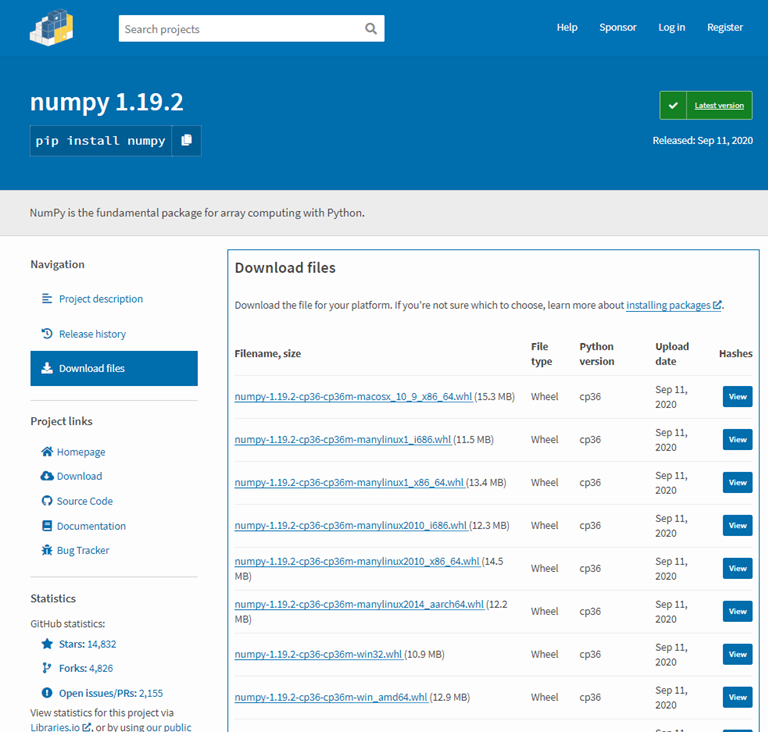 Search projects
Help Sponsor Log in Register
numpy 1.19.2
Latest version
pip install numpy
Released: Sep 11, 2020
NumPy is the fundamental package for array computing with Python.
Navigation
Project description
Release history
Download files
Project links
Homepage
Download
Source Code
Documentation
Bug Tracker
Statistics
GitHub statistics:
Stars: 14,832
Forks: 4,826
Open issues/PRs: 2,155
View statistics for this project via
Libraries.io, or by using our public
Download files
Download the file for your platform. If you're not sure which to choose, learn more about installing packages.
Filename, size File type Python version Upload date Hashes
numpy-1.19.2-cp36-cp36m-macosx_10_9_x86_64.whl (15.3 MB) Wheel cp36 Sep 11, 2020 View
numpy-1.19.2-cp36-cp36m-manylinux1_i686.whl (11.5 MB) Wheel cp36 Sep 11, 2020 View
numpy-1.19.2-cp36-cp36m-manylinux1_x86_64.whl (13.4 MB) Wheel cp36 Sep 11, 2020 View
numpy-1.19.2-cp36-cp36m-manylinux2010_i686.whl (12.3 MB) Wheel cp36 Sep 11, 2020 View
numpy-1.19.2-cp36-cp36m-manylinux2010_x86_64.whl (14.5 MB) Wheel cp36 Sep 11, 2020 View
numpy-1.19.2-cp36-cp36m-manylinux2014_aarch64.whl (12.2 MB) Wheel cp36 Sep 11, 2020 View
numpy-1.19.2-cp36-cp36m-win32.whl (10.9 MB) Wheel cp36 Sep 11, 2020 View
numpy-1.19.2-cp36-cp36m-win_amd64.whl (12.9 MB) Wheel cp36 Sep 11, 2020 View